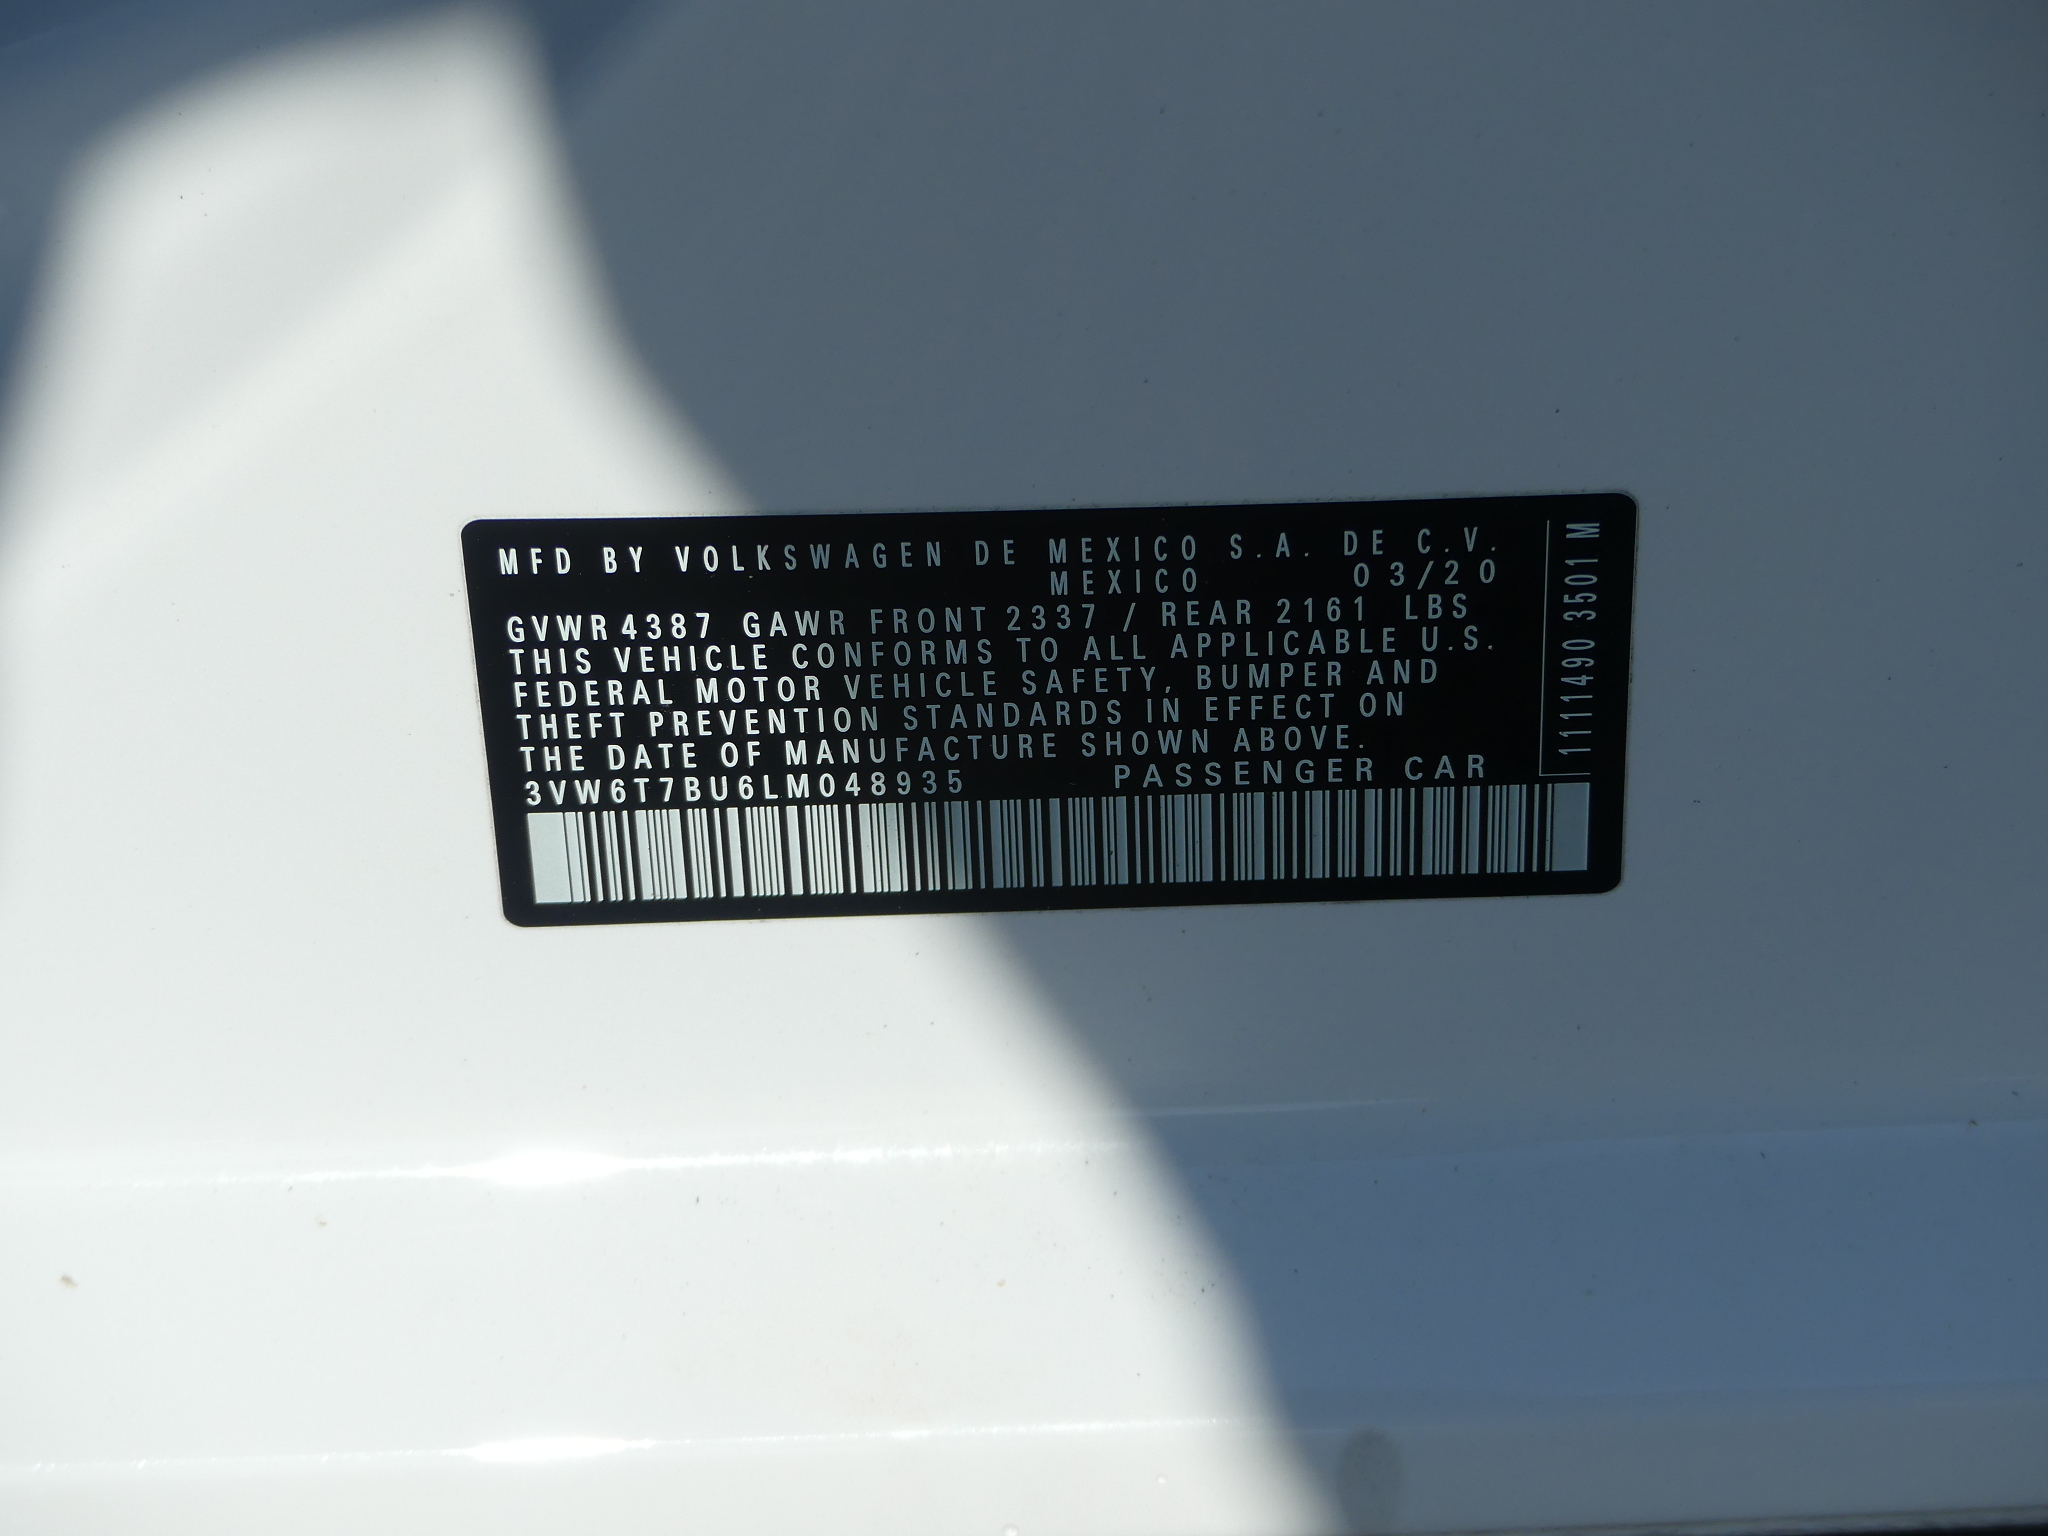 MFD BY VOLKSWAGEN DE MEXICO S.A. DE C.V.
MEXICO 03/20
GVWR 4387 GAWR FRONT 2337 / REAR 2161 LBS
THIS VEHICLE CONFORMS TO ALL APPLICABLE U.S.
FEDERAL MOTOR VEHICLE SAFETY, BUMPER AND
THEFT PREVENTION STANDARDS IN EFFECT ON
THE DATE OF MANUFACTURE SHOWN ABOVE.
3VW6T7BU6LM048935 PASSENGER CAR
1111490 3501 M